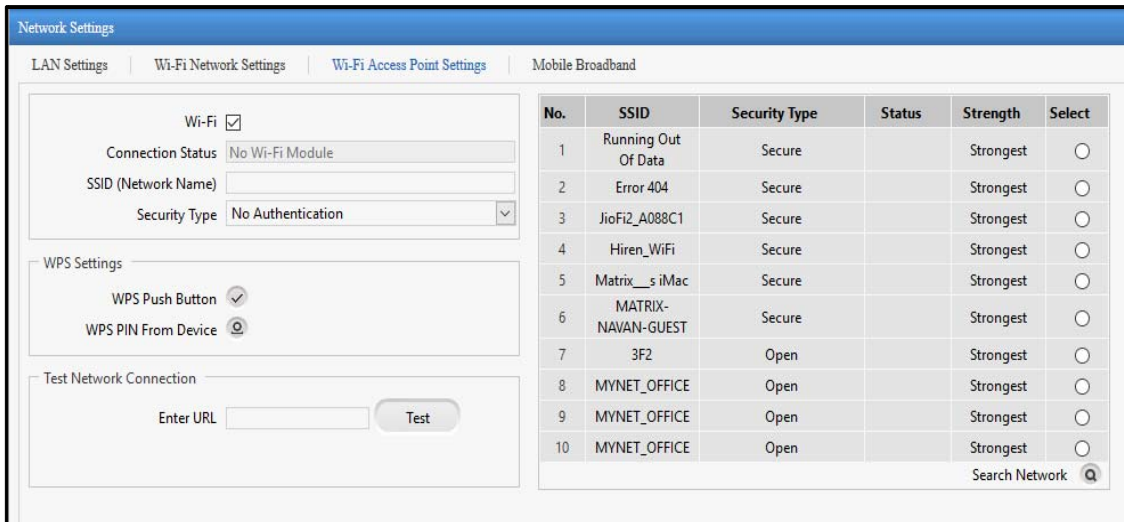 Network Settings
LAN Settings Wi-Fi Network Settings Wi-Fi Access Point Settings Mobile Broadband
Wi-Fi
Connection Status No Wi-Fi Module
SSID (Network Name)
Security Type No Authentication
WPS Settings
WPS Push Button
WPS PIN From Device
Test Network Connection
Enter URL Test
No. SSID Security Type Status Strength Select
1 Running Out Of Data Secure Strongest
2 Error 404 Secure Strongest
3 JioFi2_A088C1 Secure Strongest
4 Hiren_WiFi Secure Strongest
5 Matrix__s iMac Secure Strongest
6 MATRIX-NAVAN-GUEST Secure Strongest
7 3F2 Open Strongest
8 MYNET_OFFICE Open Strongest
9 MYNET_OFFICE Open Strongest
10 MYNET_OFFICE Open Strongest
Search Network